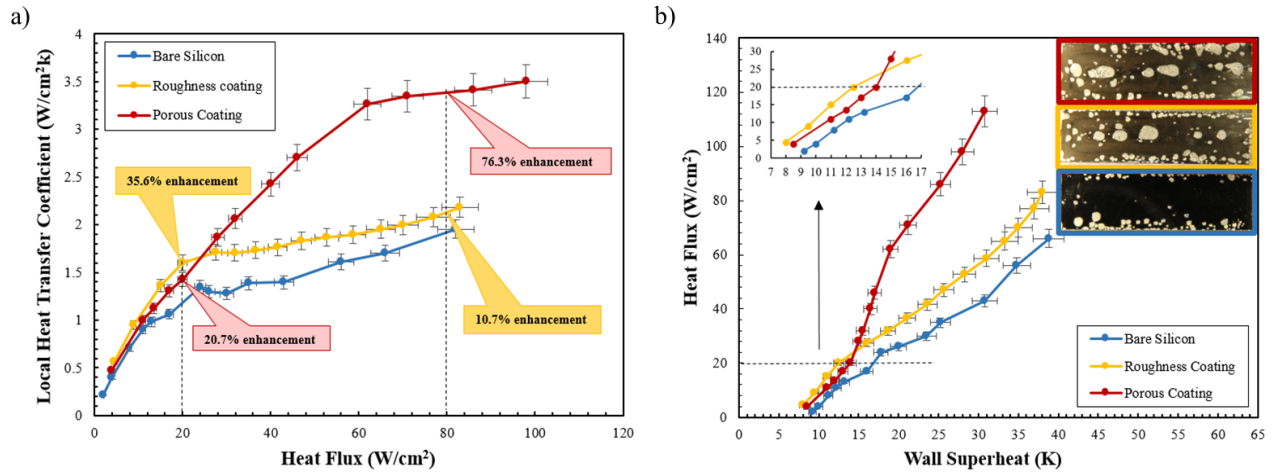 a)
Local Heat Transfer Coefficient (W/cm²k)
4
3.5
3
2.5
2
1.5
1
0.5
0
0 20 40 60 80 100 120
Heat Flux (W/cm²)
Bare Silicon
Roughness coating
Porous Coating
35.6% enhancement
76.3% enhancement
20.7% enhancement
10.7% enhancement
b)
Heat Flux (W/cm²)
140
120
100
80
60
40
20
0
0 5 10 15 20 25 30 35 40 45 50 55 60 65
Wall Superheat (K)
30
25
20
15
10
5
0
7 8 9 10 11 12 13 14 15 16 17
Bare Silicon
Roughness Coating
Porous Coating